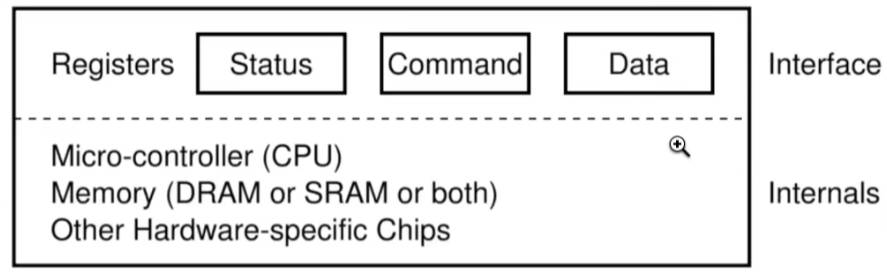 Registers Status Command Data Interface
Micro-controller (CPU)
Memory (DRAM or SRAM or both) Internals
Other Hardware-specific Chips